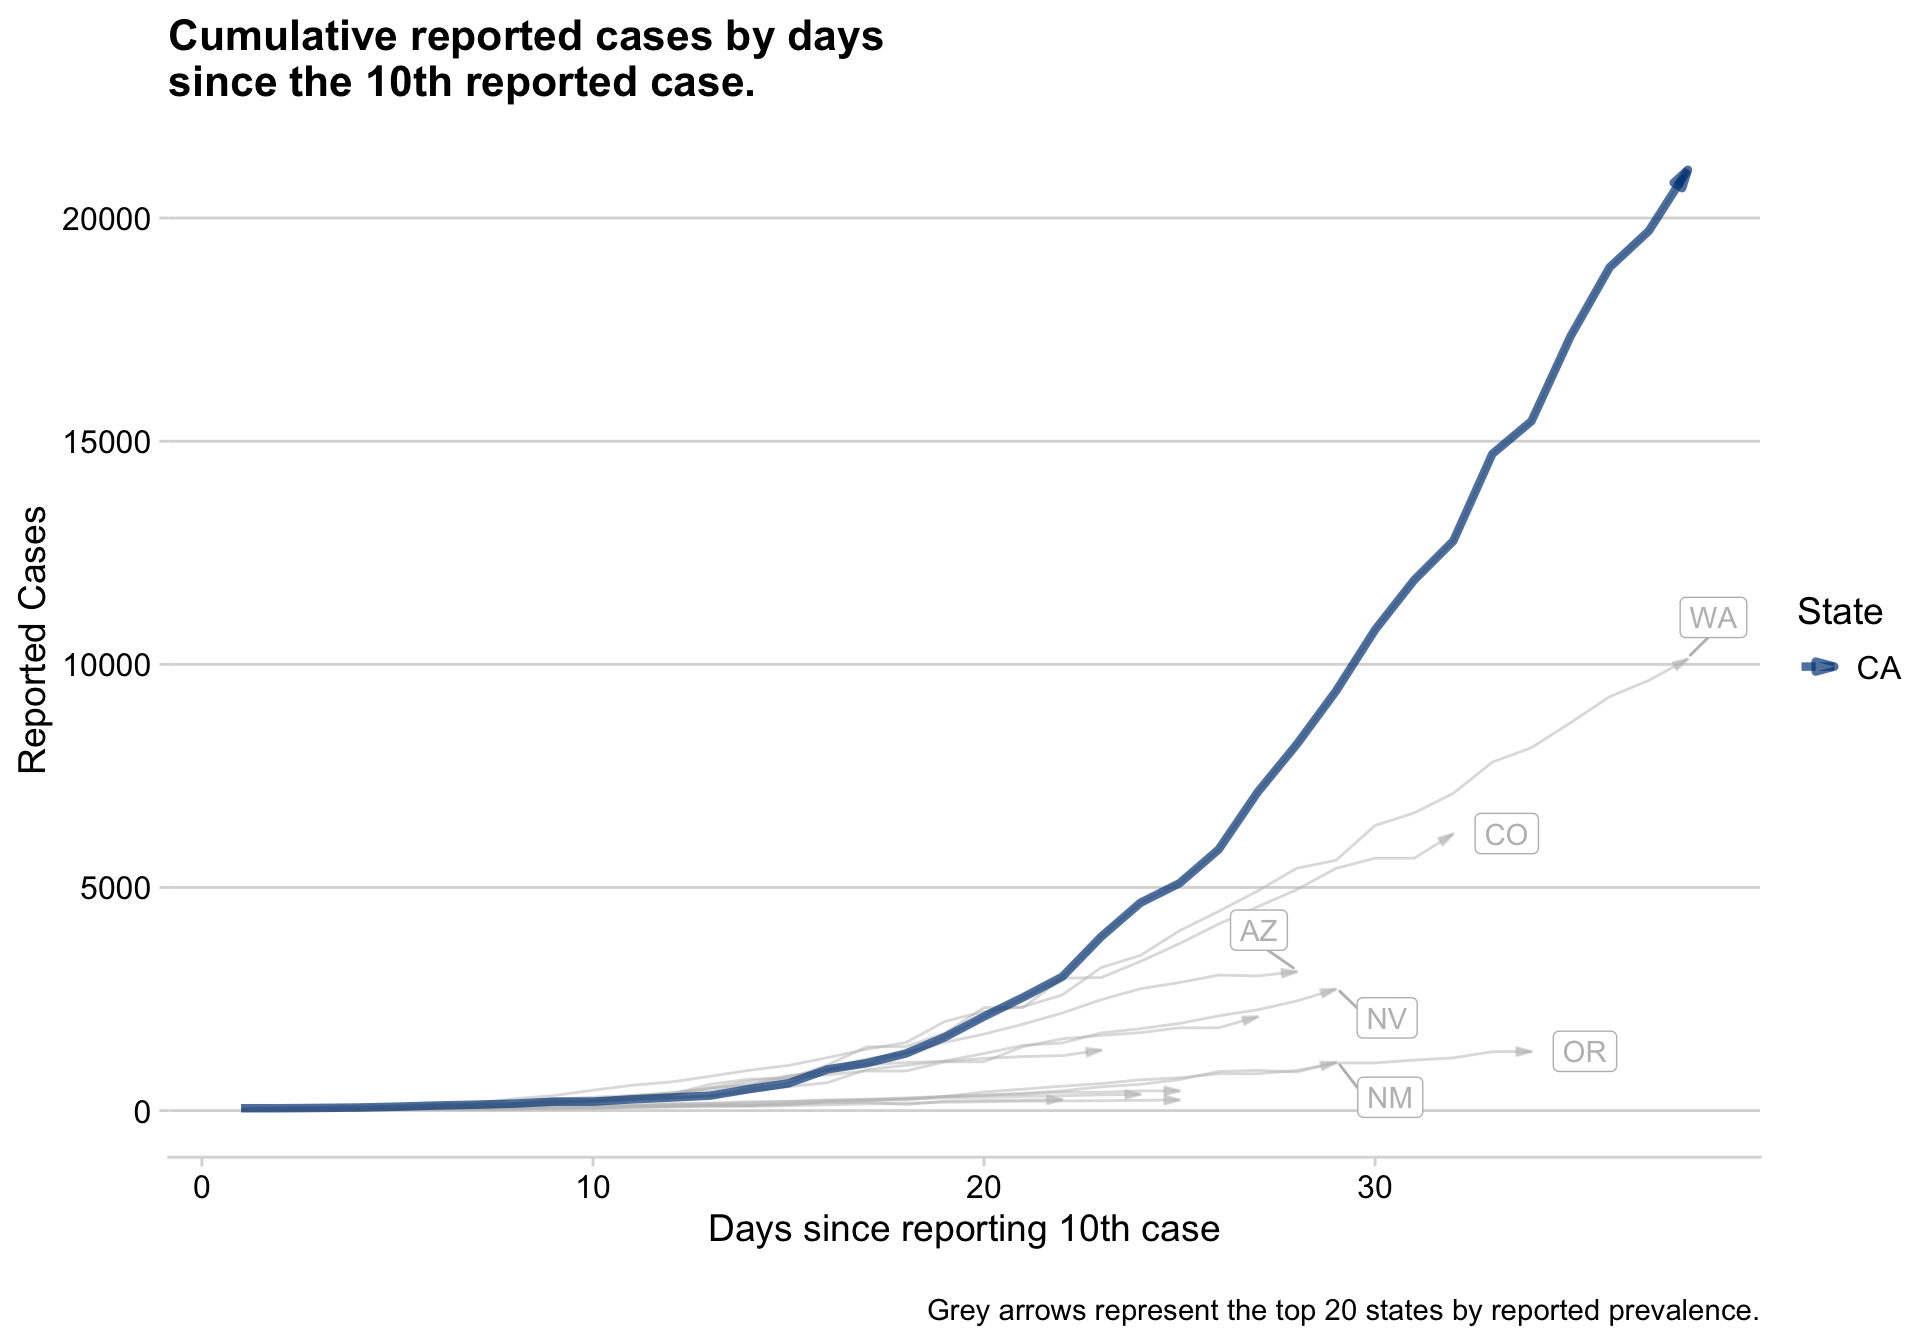 Cumulative reported cases by days
since the 10th reported case.
20000
15000
10000
5000
0
Reported Cases
WA
CO
AZ
NV
OR
NM
State
CA
0 10 20 30
Days since reporting 10th case
Grey arrows represent the top 20 states by reported prevalence.